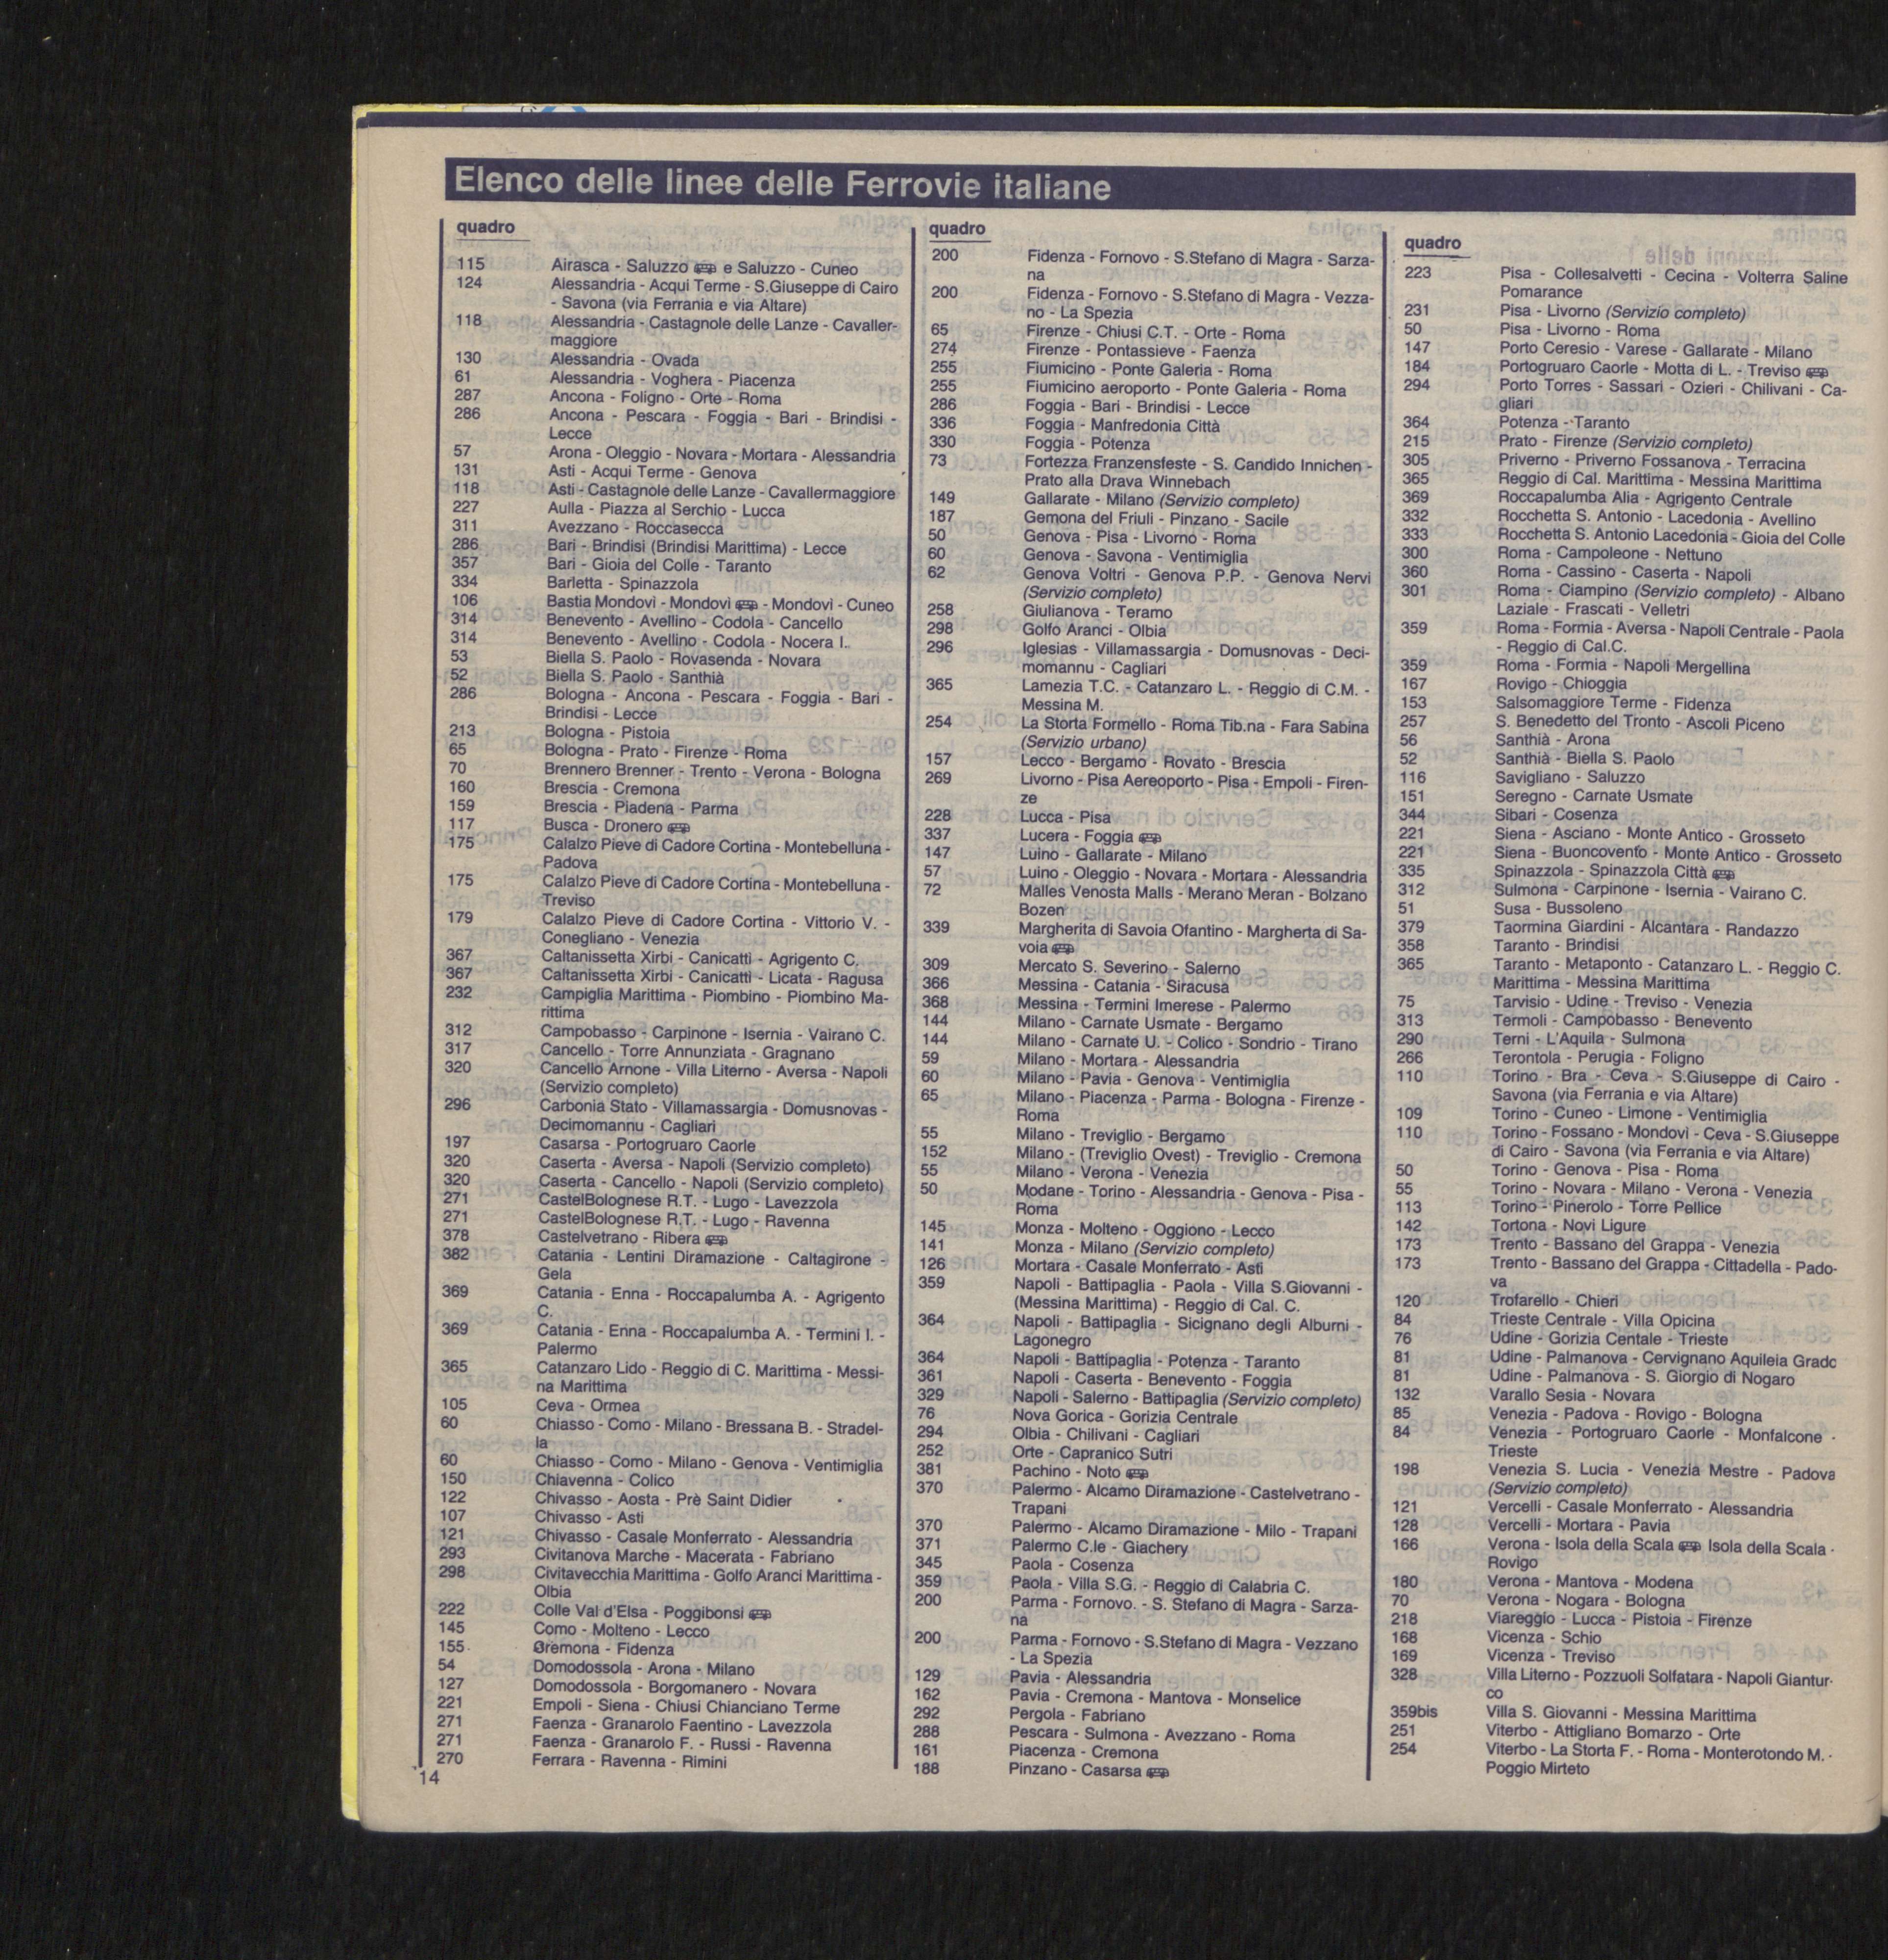 Elenco delle linee delle Ferrovie italiane
quadro
115 Airasca - Saluzzo e Saluzzo - Cuneo
124 Alessandria - Acqui Terme - S.Giuseppe di Cairo
- Savona (via Ferrania e via Altare)
118 Alessandria - Castagnole delle Lanze - Cavaller-
maggiore
130 Alessandria - Ovada
61 Alessandria - Voghera - Piacenza
287 Ancona - Foligno - Orte - Roma
286 Ancona - Pescara - Foggia - Bari - Brindisi -
Lecce
57 Arona - Oleggio - Novara - Mortara - Alessandria
131 Asti - Acqui Terme - Genova
118 Asti - Castagnole delle Lanze - Cavallermaggiore
227 Aulla - Piazza al Serchio - Lucca
311 Avezzano - Roccasecca
286 Bari - Brindisi (Brindisi Marittima) - Lecce
357 Bari - Gioia del Colle - Taranto
334 Barletta - Spinazzola
106 Bastia Mondovì - Mondovì - Mondovì - Cuneo
314 Benevento - Avellino - Codola - Cancello
314 Benevento - Avellino - Codola - Nocera I.
53 Biella S. Paolo - Rovasenda - Novara
52 Biella S. Paolo - Santhià
286 Bologna - Ancona - Pescara - Foggia - Bari -
Brindisi - Lecce
213 Bologna - Pistoia
65 Bologna - Prato - Firenze - Roma
70 Brennero Brenner - Trento - Verona - Bologna
160 Brescia - Cremona
159 Brescia - Piadena - Parma
117 Busca - Dronero
175 Calalzo Pieve di Cadore Cortina - Montebelluna -
Padova
175 Calalzo Pieve di Cadore Cortina - Montebelluna -
Treviso
179 Calalzo Pieve di Cadore Cortina - Vittorio V. -
Conegliano - Venezia
367 Caltanissetta Xirbi - Canicattì - Agrigento C.
367 Caltanissetta Xirbi - Canicattì - Licata - Ragusa
232 Campiglia Marittima - Piombino - Piombino Ma-
rittima
312 Campobasso - Carpinone - Isernia - Vairano C.
317 Cancello - Torre Annunziata - Gragnano
320 Cancello Arnone - Villa Literno - Aversa - Napoli
(Servizio completo)
296 Carbonia Stato - Villamassargia - Domusnovas -
Decimomannu - Cagliari
197 Casarsa - Portogruaro Caorle
320 Caserta - Aversa - Napoli (Servizio completo)
320 Caserta - Cancello - Napoli (Servizio completo)
271 CastelBolognese R.T. - Lugo - Lavezzola
271 CastelBolognese R.T. - Lugo - Ravenna
378 Castelvetrano - Ribera
382 Catania - Lentini Diramazione - Caltagirone -
Gela
369 Catania - Enna - Roccapalumba A. - Agrigento
C.
369 Catania - Enna - Roccapalumba A. - Termini I. -
Palermo
365 Catanzaro Lido - Reggio di C. Marittima - Messi-
na Marittima
105 Ceva - Ormea
60 Chiasso - Como - Milano - Bressana B. - Stradel-
la
60 Chiasso - Como - Milano - Genova - Ventimiglia
150 Chiavenna - Colico
122 Chivasso - Aosta - Prè Saint Didier
107 Chivasso - Asti
121 Chivasso - Casale Monferrato - Alessandria
293 Civitanova Marche - Macerata - Fabriano
298 Civitavecchia Marittima - Golfo Aranci Marittima -
Olbia
222 Colle Val d'Elsa - Poggibonsi
145 Como - Molteno - Lecco
155 Cremona - Fidenza
54 Domodossola - Arona - Milano
127 Domodossola - Borgomanero - Novara
221 Empoli - Siena - Chiusi Chianciano Terme
271 Faenza - Granarolo Faentino - Lavezzola
271 Faenza - Granarolo F. - Russi - Ravenna
270 Ferrara - Ravenna - Rimini
14
quadro
200 Fidenza - Fornovo - S.Stefano di Magra - Sarza-
na
200 Fidenza - Fornovo - S.Stefano di Magra - Vezza-
no - La Spezia
65 Firenze - Chiusi C.T. - Orte - Roma
274 Firenze - Pontassieve - Faenza
255 Fiumicino - Ponte Galeria - Roma
255 Fiumicino aeroporto - Ponte Galeria - Roma
286 Foggia - Bari - Brindisi - Lecce
336 Foggia - Manfredonia Città
330 Foggia - Potenza
73 Fortezza Franzensfeste - S. Candido Innichen -
Prato alla Drava Winnebach
149 Gallarate - Milano (Servizio completo)
187 Gemona del Friuli - Pinzano - Sacile
50 Genova - Pisa - Livorno - Roma
60 Genova - Savona - Ventimiglia
62 Genova Voltri - Genova P.P. - Genova Nervi
(Servizio completo)
258 Giulianova - Teramo
298 Golfo Aranci - Olbia
296 Iglesias - Villamassargia - Domusnovas - Deci-
momannu - Cagliari
365 Lamezia T.C. - Catanzaro L. - Reggio di C.M. -
Messina M.
254 La Storta Formello - Roma Tib.na - Fara Sabina
(Servizio urbano)
157 Lecco - Bergamo - Rovato - Brescia
269 Livorno - Pisa Aereoporto - Pisa - Empoli - Firen-
ze
228 Lucca - Pisa
337 Lucera - Foggia
147 Luino - Gallarate - Milano
57 Luino - Oleggio - Novara - Mortara - Alessandria
72 Malles Venosta Malls - Merano Meran - Bolzano
Bozen
339 Margherita di Savoia Ofantino - Margherta di Sa-
voia
309 Mercato S. Severino - Salerno
366 Messina - Catania - Siracusa
368 Messina - Termini Imerese - Palermo
144 Milano - Carnate Usmate - Bergamo
144 Milano - Carnate U. - Colico - Sondrio - Tirano
59 Milano - Mortara - Alessandria
60 Milano - Pavia - Genova - Ventimiglia
65 Milano - Piacenza - Parma - Bologna - Firenze -
Roma
55 Milano - Treviglio - Bergamo
152 Milano - (Treviglio Ovest) - Treviglio - Cremona
55 Milano - Verona - Venezia
50 Modane - Torino - Alessandria - Genova - Pisa -
Roma
145 Monza - Molteno - Oggiono - Lecco
141 Monza - Milano (Servizio completo)
126 Mortara - Casale Monferrato - Asti
359 Napoli - Battipaglia - Paola - Villa S.Giovanni -
(Messina Marittima) - Reggio di Cal. C.
364 Napoli - Battipaglia - Sicignano degli Alburni -
Lagonegro
364 Napoli - Battipaglia - Potenza - Taranto
361 Napoli - Caserta - Benevento - Foggia
329 Napoli - Salerno - Battipaglia (Servizio completo)
76 Nova Gorica - Gorizia Centrale
294 Olbia - Chilivani - Cagliari
252 Orte - Capranico Sutri
381 Pachino - Noto
370 Palermo - Alcamo Diramazione - Castelvetrano -
Trapani
370 Palermo - Alcamo Diramazione - Milo - Trapani
371 Palermo C.le - Giachery
345 Paola - Cosenza
359 Paola - Villa S.G. - Reggio di Calabria C.
200 Parma - Fornovo. - S. Stefano di Magra - Sarza-
na
200 Parma - Fornovo - S.Stefano di Magra - Vezzano
- La Spezia
129 Pavia - Alessandria
162 Pavia - Cremona - Mantova - Monselice
292 Pergola - Fabriano
288 Pescara - Sulmona - Avezzano - Roma
161 Piacenza - Cremona
188 Pinzano - Casarsa
quadro
223 Pisa - Collesalvetti - Cecina - Volterra Saline
Pomarance
231 Pisa - Livorno (Servizio completo)
50 Pisa - Livorno - Roma
147 Porto Ceresio - Varese - Gallarate - Milano
184 Portogruaro Caorle - Motta di L. - Treviso
294 Porto Torres - Sassari - Ozieri - Chilivani - Ca-
gliari
364 Potenza - Taranto
215 Prato - Firenze (Servizio completo)
305 Priverno - Priverno Fossanova - Terracina
365 Reggio di Cal. Marittima - Messina Marittima
369 Roccapalumba Alia - Agrigento Centrale
332 Rocchetta S. Antonio - Lacedonia - Avellino
333 Rocchetta S. Antonio Lacedonia - Gioia del Colle
300 Roma - Campoleone - Nettuno
360 Roma - Cassino - Caserta - Napoli
301 Roma - Ciampino (Servizio completo) - Albano
Laziale - Frascati - Velletri
359 Roma - Formia - Aversa - Napoli Centrale - Paola
- Reggio di Cal.C.
359 Roma - Formia - Napoli Mergellina
167 Rovigo - Chioggia
153 Salsomaggiore Terme - Fidenza
257 S. Benedetto del Tronto - Ascoli Piceno
56 Santhià - Arona
52 Santhià - Biella S. Paolo
116 Savigliano - Saluzzo
151 Seregno - Carnate Usmate
344 Sibari - Cosenza
221 Siena - Asciano - Monte Antico - Grosseto
221 Siena - Buoncovento - Monte Antico - Grosseto
335 Spinazzola - Spinazzola Città
312 Sulmona - Carpinone - Isernia - Vairano C.
51 Susa - Bussoleno
379 Taormina Giardini - Alcantara - Randazzo
358 Taranto - Brindisi
365 Taranto - Metaponto - Catanzaro L. - Reggio C.
Marittima - Messina Marittima
75 Tarvisio - Udine - Treviso - Venezia
313 Termoli - Campobasso - Benevento
290 Terni - L'Aquila - Sulmona
266 Terontola - Perugia - Foligno
110 Torino - Bra - Ceva - S.Giuseppe di Cairo -
Savona (via Ferrania e via Altare)
109 Torino - Cuneo - Limone - Ventimiglia
110 Torino - Fossano - Mondovì - Ceva - S.Giuseppe
di Cairo - Savona (via Ferrania e via Altare)
50 Torino - Genova - Pisa - Roma
55 Torino - Novara - Milano - Verona - Venezia
113 Torino - Pinerolo - Torre Pellice
142 Tortona - Novi Ligure
173 Trento - Bassano del Grappa - Venezia
173 Trento - Bassano del Grappa - Cittadella - Pado-
va
120 Trofarello - Chieri
84 Trieste Centrale - Villa Opicina
76 Udine - Gorizia Centale - Trieste
81 Udine - Palmanova - Cervignano Aquileia Grado
81 Udine - Palmanova - S. Giorgio di Nogaro
132 Varallo Sesia - Novara
85 Venezia - Padova - Rovigo - Bologna
84 Venezia - Portogruaro Caorle - Monfalcone -
Trieste
198 Venezia S. Lucia - Venezia Mestre - Padova
(Servizio completo)
121 Vercelli - Casale Monferrato - Alessandria
128 Vercelli - Mortara - Pavia
166 Verona - Isola della Scala Isola della Scala -
Rovigo
180 Verona - Mantova - Modena
70 Verona - Nogara - Bologna
218 Viareggio - Lucca - Pistoia - Firenze
168 Vicenza - Schio
169 Vicenza - Treviso
328 Villa Literno - Pozzuoli Solfatara - Napoli Giantur-
co
359bis Villa S. Giovanni - Messina Marittima
251 Viterbo - Attigliano Bomarzo - Orte
254 Viterbo - La Storta F. - Roma - Monterotondo M. -
Poggio Mirteto